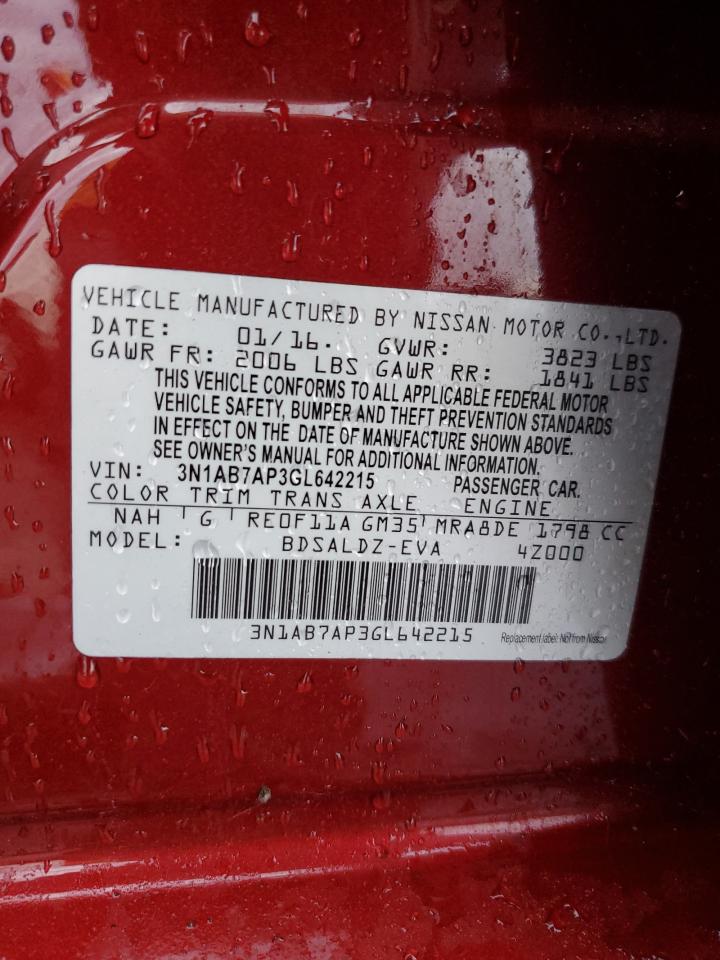 VEHICLE MANUFACTURED BY NISSAN MOTOR CO.,LTD.
DATE: 01/16. GVWR: 3823 LBS
GAWR FR: 2006 LBS GAWR RR: 1841 LBS
THIS VEHICLE CONFORMS TO ALL APPLICABLE FEDERAL MOTOR
VEHICLE SAFETY, BUMPER AND THEFT PREVENTION STANDARDS
IN EFFECT ON THE DATE OF MANUFACTURE SHOWN ABOVE.
SEE OWNER'S MANUAL FOR ADDITIONAL INFORMATION.
VIN: 3N1AB7AP3GL642215 PASSENGER CAR.
COLOR TRIM TRANS AXLE ENGINE
NAH G RE0F11A GM35 MRA8DE 1798 CC
MODEL: BDSALDZ-EVA 4Z000
3N1AB7AP3GL642215
Replacement label: Not from Nissan